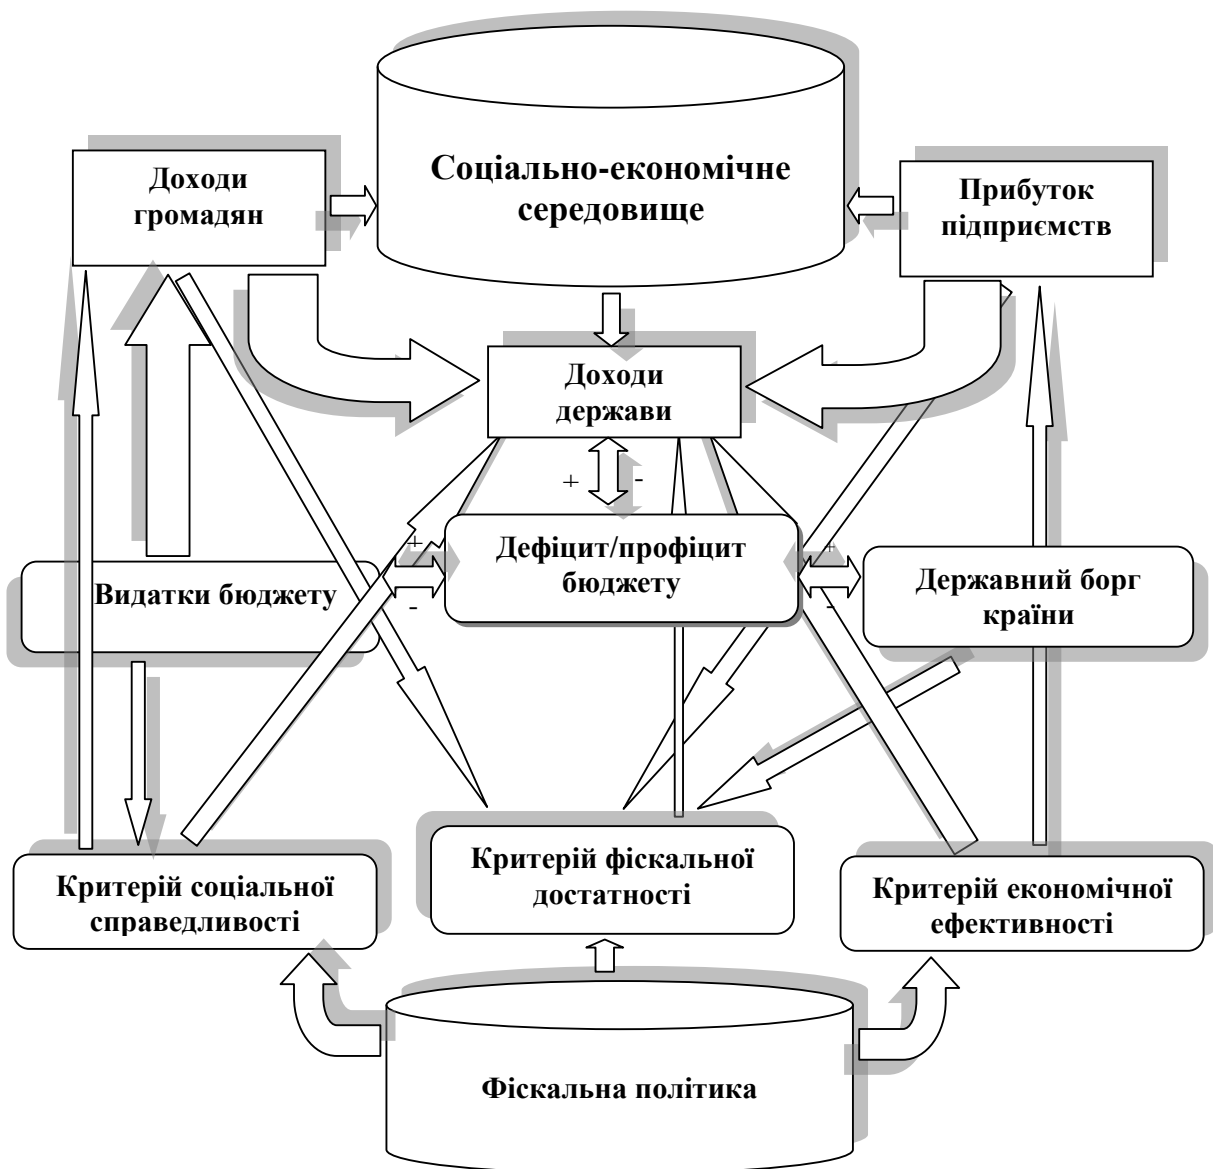 Соціально-економічне
середовище
Доходи
громадян
Прибуток
підприємств
Доходи
держави
+
-
Дефіцит/профіцит
бюджету
+
-
+
-
Видатки бюджету
Державний борг
країни
Критерій соціальної
справедливості
Критерій фіскальної
достатності
Критерій економічної
ефективності
Фіскальна політика